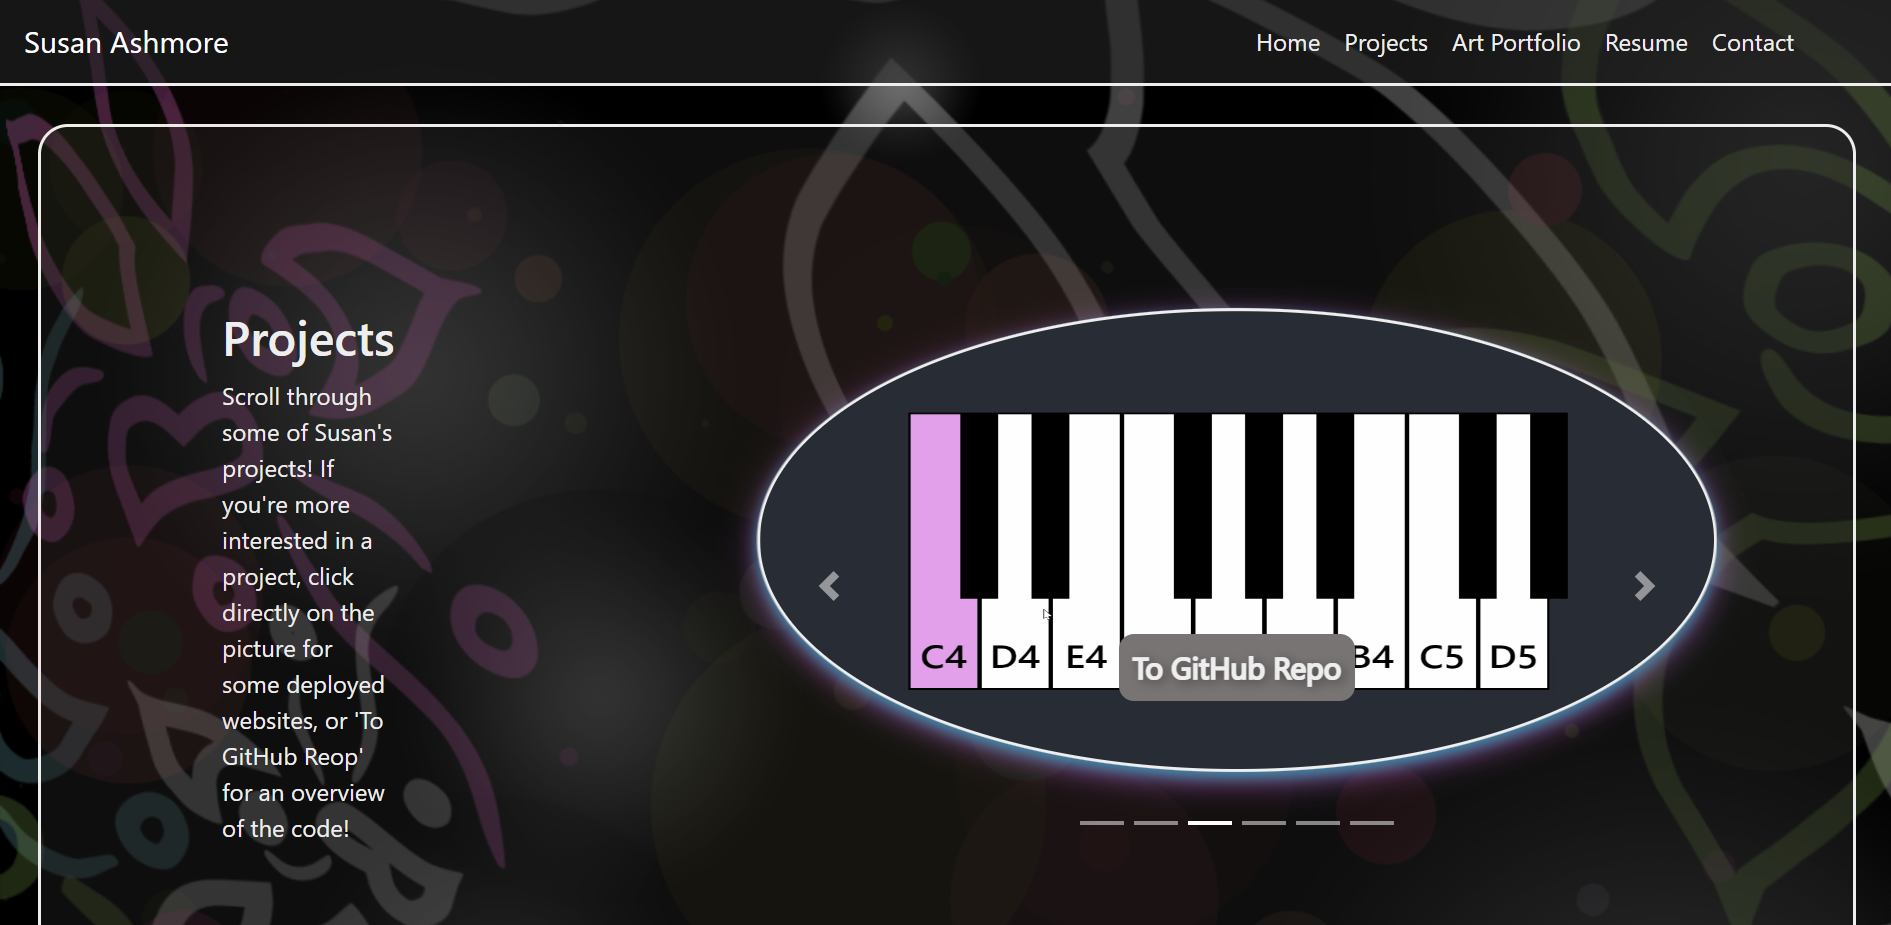 Susan Ashmore
Home Projects Art Portfolio Resume Contact
Projects
Scroll through
some of Susan's
projects! If
you're more
interested in a
project, click
directly on the
picture for
some deployed
websites, or 'To
GitHub Reop'
for an overview
of the code!
C4 D4 E4 B4 C5 D5
To GitHub Repo